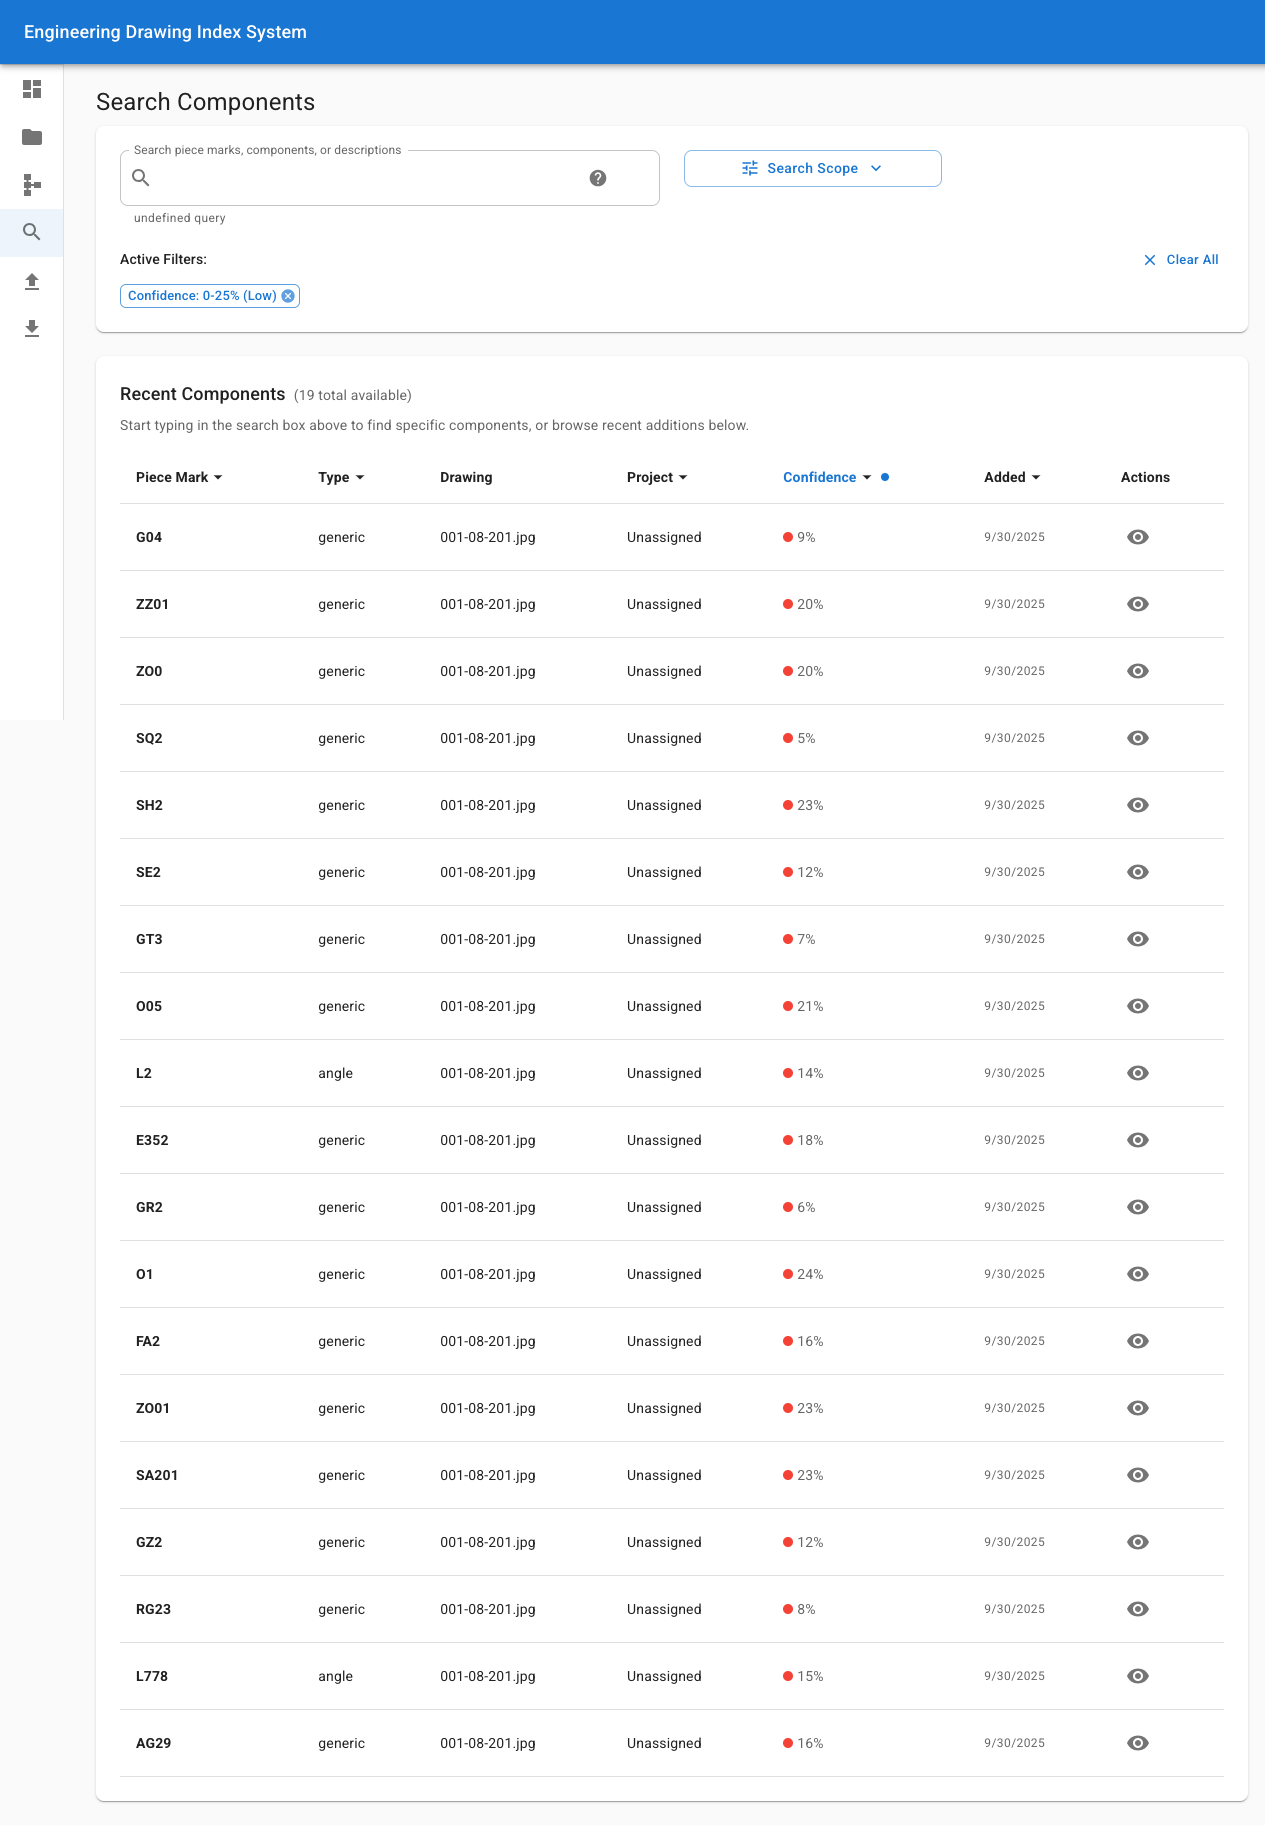 Engineering Drawing Index System
Search Components
Search piece marks, components, or descriptions
Search Scope
undefined query
Active Filters:
Clear All
Confidence: 0-25% (Low)
Recent Components (19 total available)
Start typing in the search box above to find specific components, or browse recent additions below.
Piece Mark Type Drawing Project Confidence Added Actions
G04 generic 001-08-201.jpg Unassigned 9% 9/30/2025
ZZ01 generic 001-08-201.jpg Unassigned 20% 9/30/2025
ZO0 generic 001-08-201.jpg Unassigned 20% 9/30/2025
SQ2 generic 001-08-201.jpg Unassigned 5% 9/30/2025
SH2 generic 001-08-201.jpg Unassigned 23% 9/30/2025
SE2 generic 001-08-201.jpg Unassigned 12% 9/30/2025
GT3 generic 001-08-201.jpg Unassigned 7% 9/30/2025
O05 generic 001-08-201.jpg Unassigned 21% 9/30/2025
L2 angle 001-08-201.jpg Unassigned 14% 9/30/2025
E352 generic 001-08-201.jpg Unassigned 18% 9/30/2025
GR2 generic 001-08-201.jpg Unassigned 6% 9/30/2025
O1 generic 001-08-201.jpg Unassigned 24% 9/30/2025
FA2 generic 001-08-201.jpg Unassigned 16% 9/30/2025
ZO01 generic 001-08-201.jpg Unassigned 23% 9/30/2025
SA201 generic 001-08-201.jpg Unassigned 23% 9/30/2025
GZ2 generic 001-08-201.jpg Unassigned 12% 9/30/2025
RG23 generic 001-08-201.jpg Unassigned 8% 9/30/2025
L778 angle 001-08-201.jpg Unassigned 15% 9/30/2025
AG29 generic 001-08-201.jpg Unassigned 16% 9/30/2025